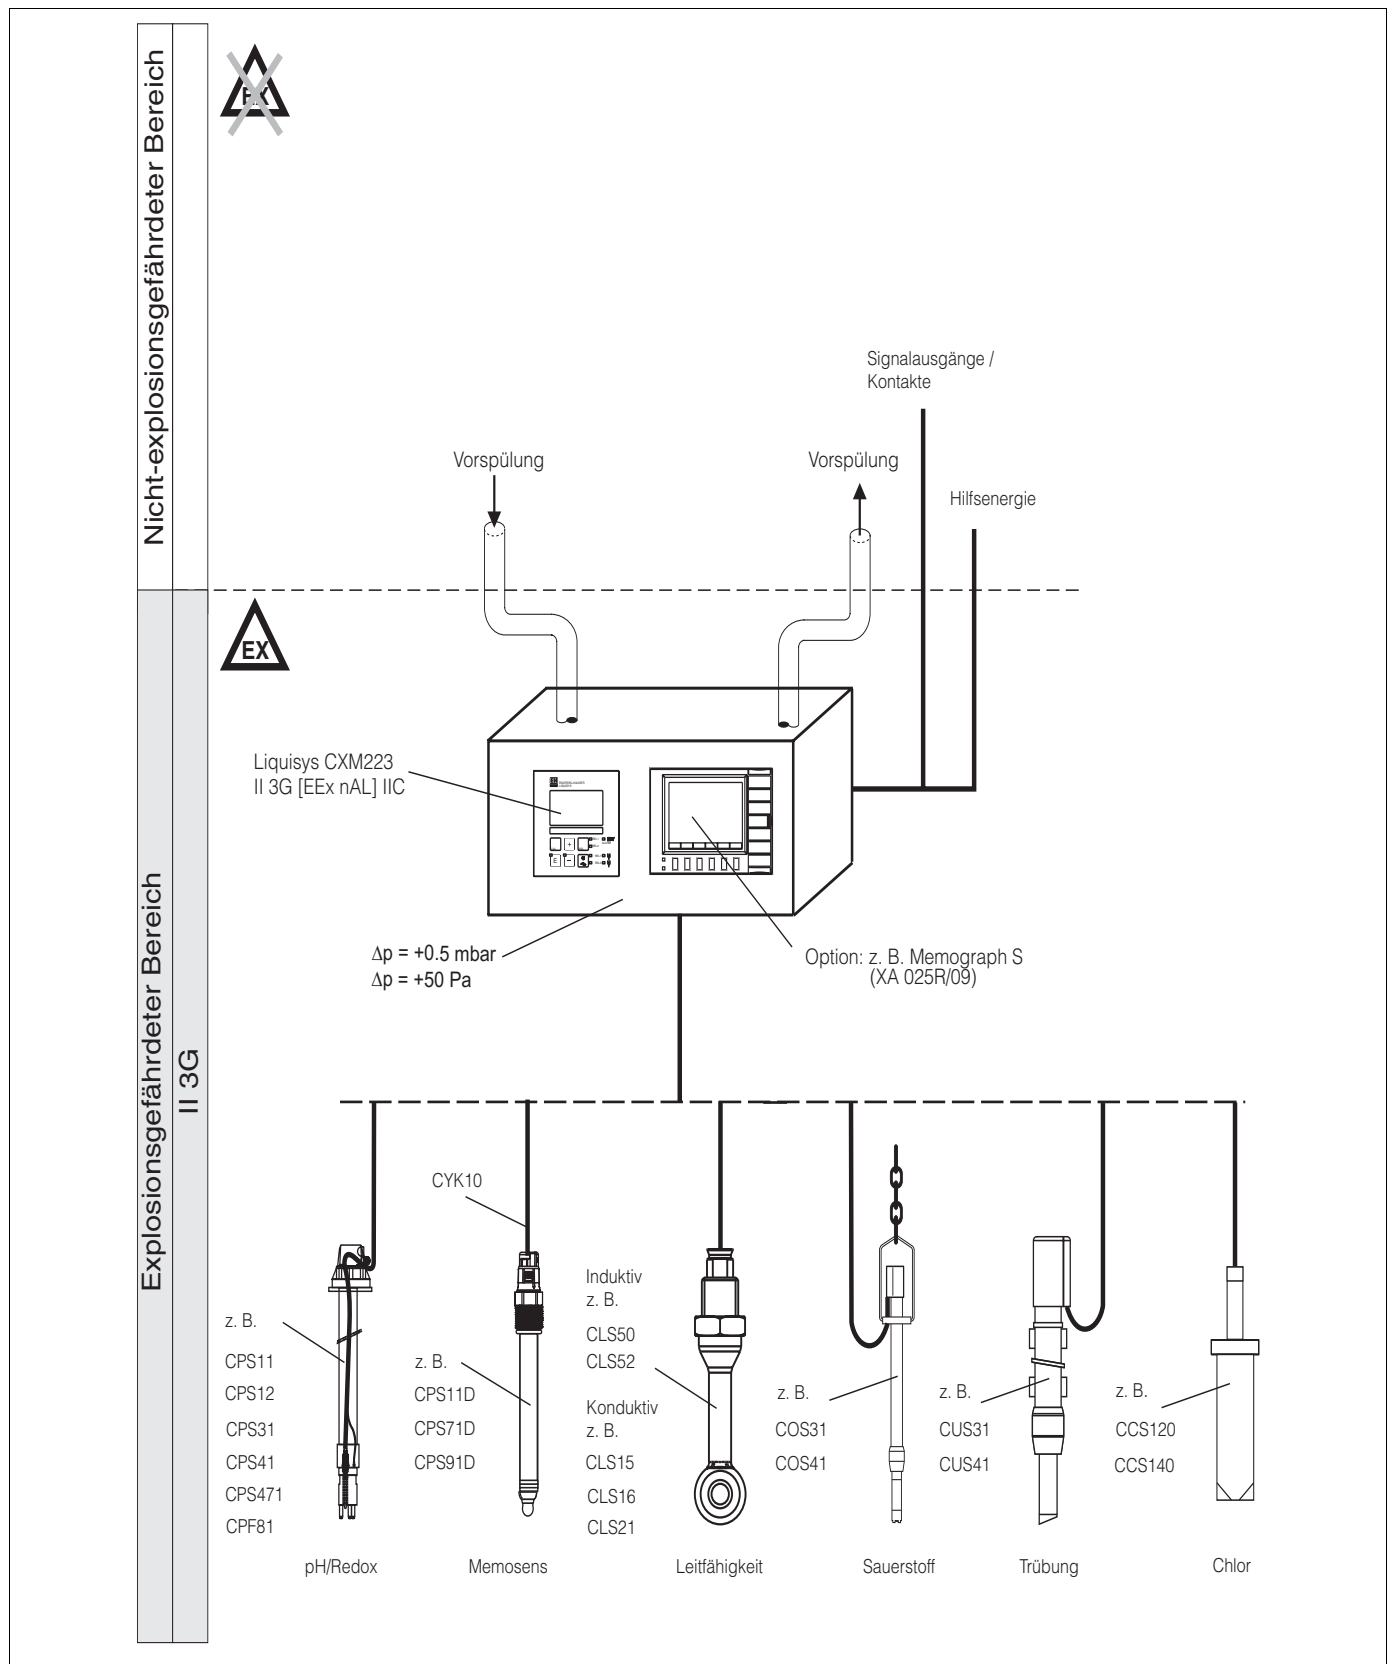 Nicht-explosionsgefährdeter Bereich
EX
Signalausgänge /
Kontakte
Vorspülung
Vorspülung
Hilfsenergie
Explosionsgefährdeter Bereich
II 3G
EX
Liquisys CXM223
II 3G [EEx nAL] IIC
E
Δp = +0.5 mbar
Δp = +50 Pa
Option: z. B. Memograph S
(XA 025R/09)
z. B.
CPS11
CPS12
CPS31
CPS41
CPS471
CPF81
pH/Redox
CYK10
z. B.
CPS11D
CPS71D
CPS91D
Memosens
Induktiv
z. B.
CLS50
CLS52
Konduktiv
z. B.
CLS15
CLS16
CLS21
Leitfähigkeit
z. B.
COS31
COS41
Sauerstoff
z. B.
CUS31
CUS41
Trübung
z. B.
CCS120
CCS140
Chlor